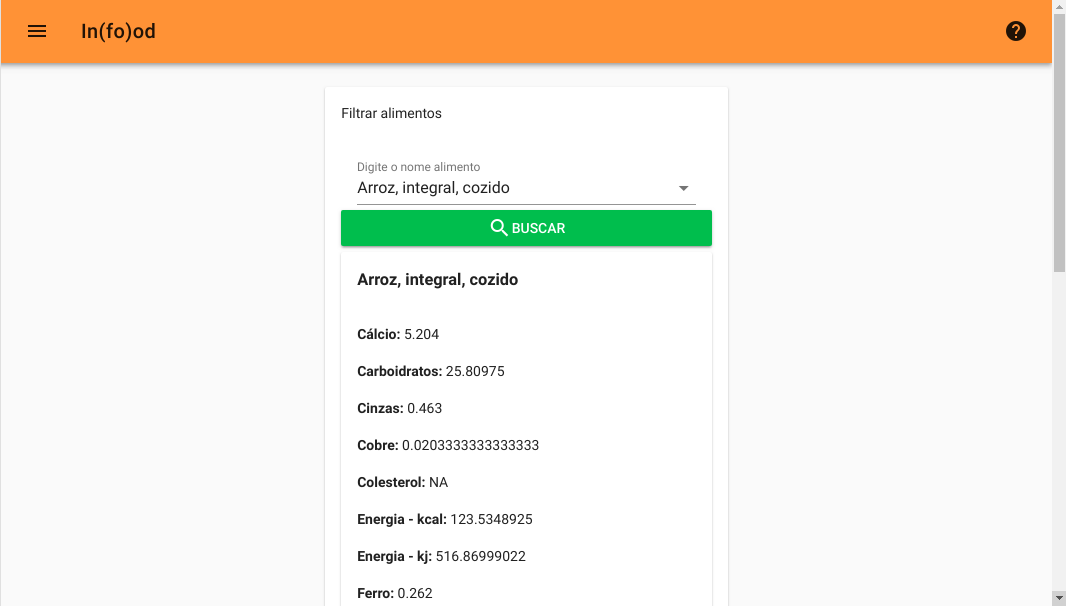 In(fo)od
Filtrar alimentos
Digite o nome alimento
Arroz, integral, cozido
BUSCAR
Arroz, integral, cozido
Cálcio: 5.204
Carboidratos: 25.80975
Cinzas: 0.463
Cobre: 0.0203333333333333
Colesterol: NA
Energia - kcal: 123.5348925
Energia - kj: 516.86999022
Ferro: 0.262